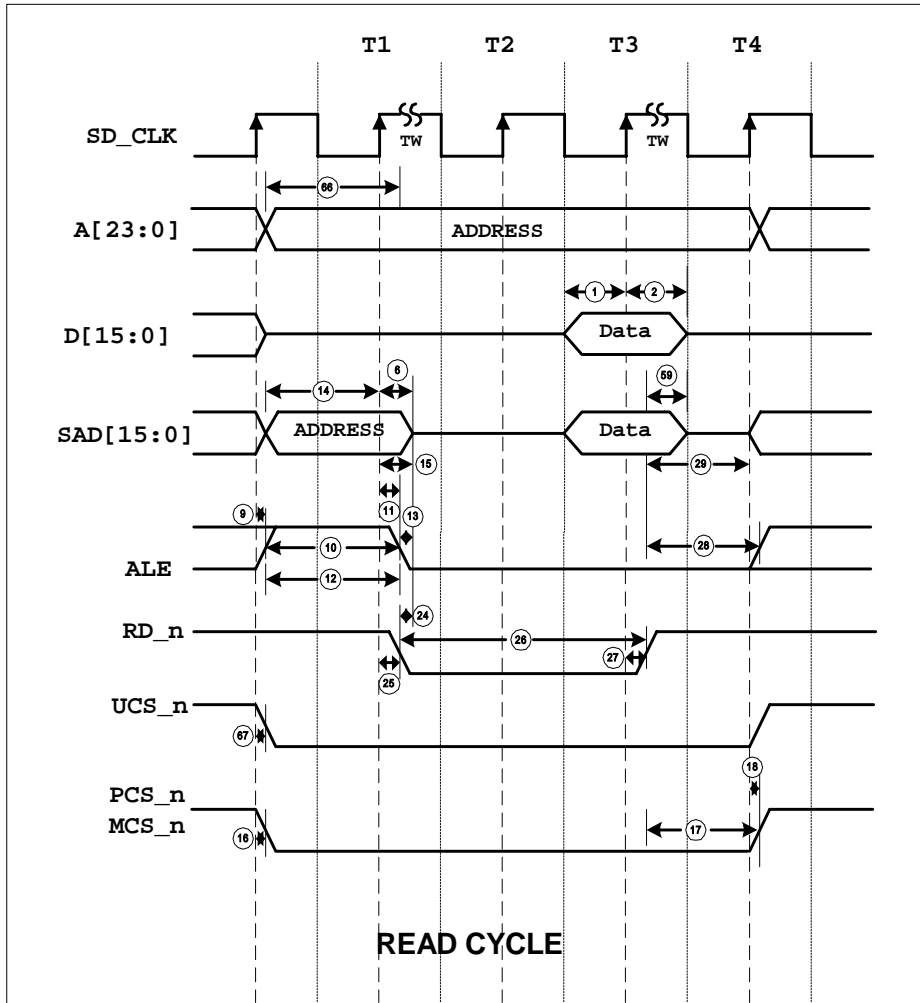 T1 T2 T3 T4
SD_CLK
TW TW
66
A[23:0] ADDRESS
1 2
D[15:0] Data
6 59
14
SAD[15:0] ADDRESS Data
15 29
9 11 13
10 28
ALE 12
24
RD_n 26
25 27
UCS_n
67
18
PCS_n
MCS_n 17
16
READ CYCLE